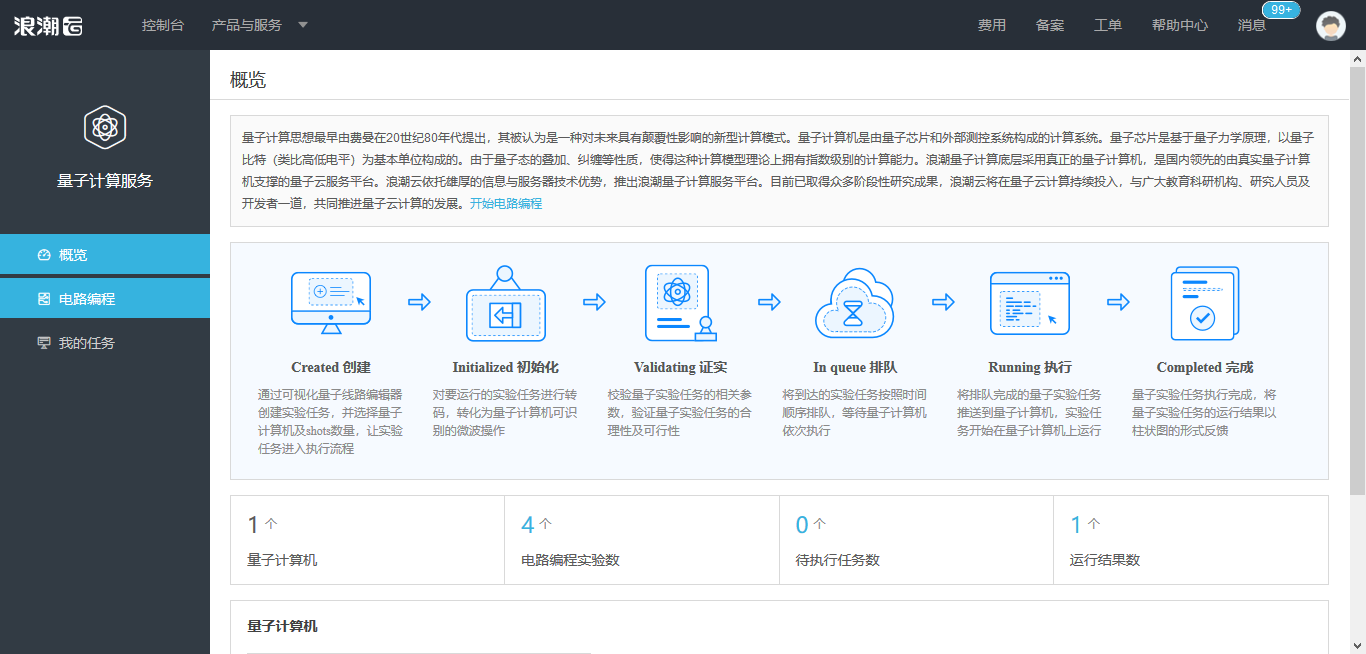 浪潮云
控制台
产品与服务
费用
备案
工单
帮助中心
消息
99+
量子计算服务
概览
电路编程
我的任务
概览
量子计算思想最早由费曼在20世纪80年代提出，其被认为是一种对未来具有颠覆性影响的新型计算模式。量子计算机是由量子芯片和外部测控系统构成的计算系统。量子芯片是基于量子力学原理，以量子
比特（类比高低电平）为基本单位构成的。由于量子态的叠加、纠缠等性质，使得这种计算模型理论上拥有指数级别的计算能力。浪潮量子计算底层采用真正的量子计算机，是国内领先的由真实量子计算
机支撑的量子云服务平台。浪潮云依托雄厚的信息与服务器技术优势，推出浪潮量子计算服务平台。目前已取得众多阶段性研究成果，浪潮云将在量子云计算持续投入，与广大教育科研机构、研究人员及
开发者一道，共同推进量子云计算的发展。开始电路编程
Created 创建
通过可视化量子线路编辑器
创建实验任务，并选择量子
计算机及shots数量，让实验
任务进入执行流程
Initialized 初始化
对要运行的实验任务进行转
码，转化为量子计算机可识
别的微波操作
Validating 证实
校验量子实验任务的相关参
数，验证量子实验任务的合
理性及可行性
In queue 排队
将到达的实验任务按照时间
顺序排队，等待量子计算机
依次执行
Running 执行
将排队完成的量子实验任务
推送到量子计算机，实验任
务开始在量子计算机上运行
Completed 完成
量子实验任务执行完成，将
量子实验任务的运行结果以
柱状图的形式反馈
1 个
量子计算机
4 个
电路编程实验数
0 个
待执行任务数
1 个
运行结果数
量子计算机